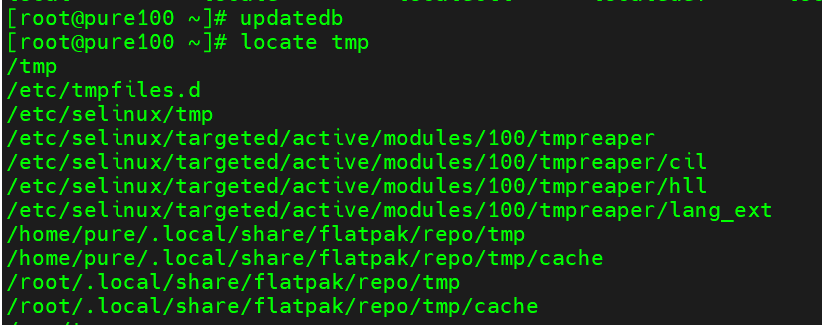 [root@pure100 ~]# updatedb
[root@pure100 ~]# locate tmp
/tmp
/etc/tmpfiles.d
/etc/selinux/tmp
/etc/selinux/targeted/active/modules/100/tmpreaper
/etc/selinux/targeted/active/modules/100/tmpreaper/cil
/etc/selinux/targeted/active/modules/100/tmpreaper/hll
/etc/selinux/targeted/active/modules/100/tmpreaper/lang_ext
/home/pure/.local/share/flatpak/repo/tmp
/home/pure/.local/share/flatpak/repo/tmp/cache
/root/.local/share/flatpak/repo/tmp
/root/.local/share/flatpak/repo/tmp/cache